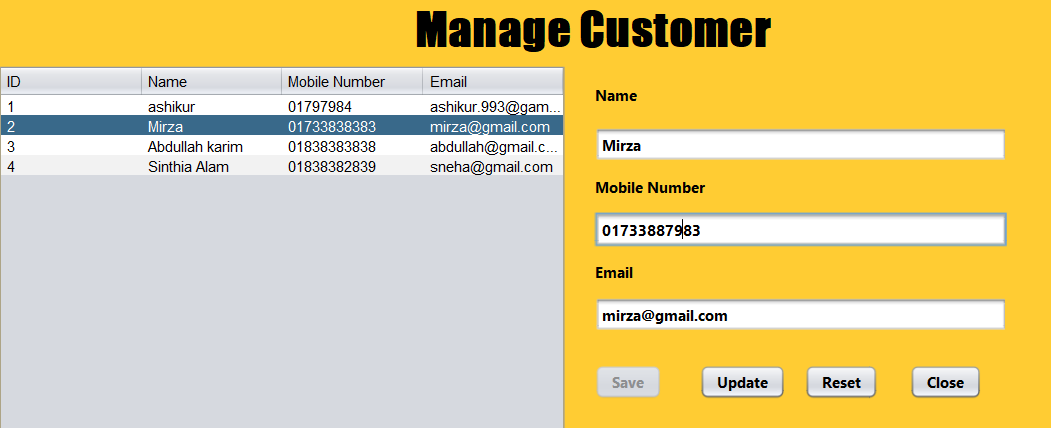 Manage Customer
ID Name Mobile Number Email
1 ashikur 01797984 ashikur.993@gam...
2 Mirza 01733838383 mirza@gmail.com
3 Abdullah karim 01838383838 abdullah@gmail.c...
4 Sinthia Alam 01838382839 sneha@gmail.com
Name
Mirza
Mobile Number
01733887983
Email
mirza@gmail.com
Save Update Reset Close